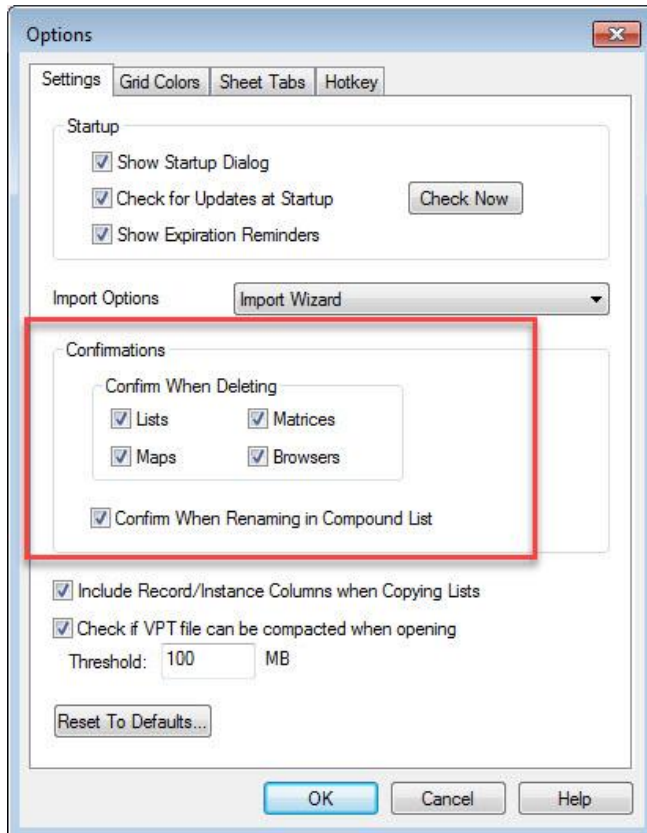 Options
Settings Grid Colors Sheet Tabs Hotkey
Startup
Show Startup Dialog
Check for Updates at Startup Check Now
Show Expiration Reminders
Import Options Import Wizard
Confirmations
Confirm When Deleting
Lists Matrices
Maps Browsers
Confirm When Renaming in Compound List
Include Record/Instance Columns when Copying Lists
Check if VPT file can be compacted when opening
Threshold: 100 MB
Reset To Defaults...
OK Cancel Help